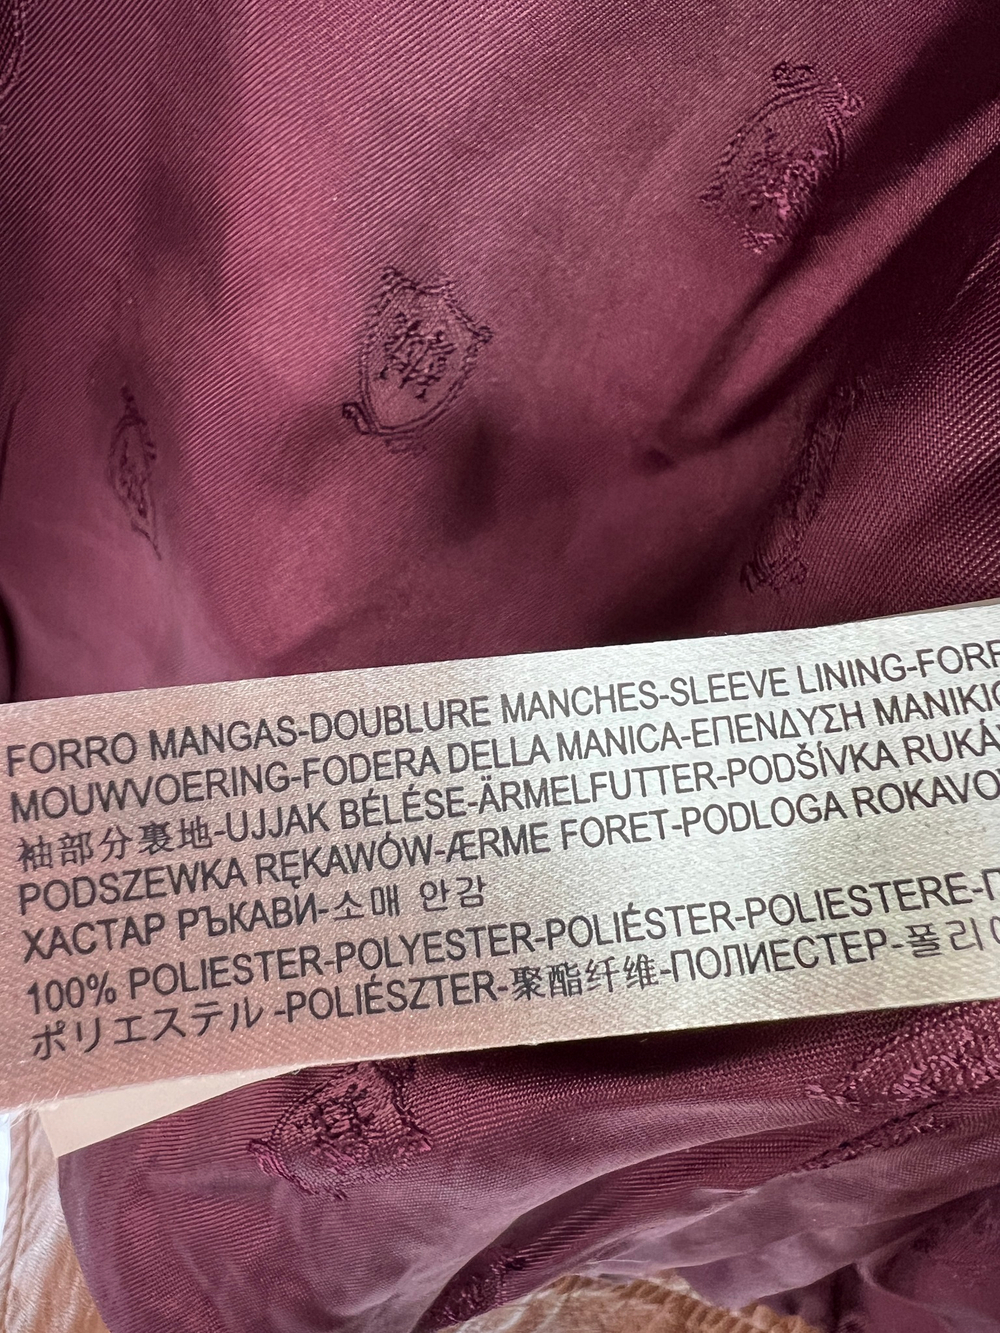 FORRO MANGAS-DOUBLURE MANCHES-SLEEVE LINING-
MOUWVOERING-FODERA DELLA MANICA-ΕΠΕΝΔΥΣΗ
袖部分裏地-UJJAK BÉLÉSE-ÄRMELFUTTER-PODŠÍVKA
PODSZEWKA RĘKAWÓW-ÆRME FORET-PODLOGA
ХАСТАР РЪКАВИ-소매 안감
100% POLIESTER-POLYESTER-POLIÉSTER-POLIESTERE-
ポリエステル -POLIÉSZTER-聚酯纤维-ПОЛИЕСТЕР-